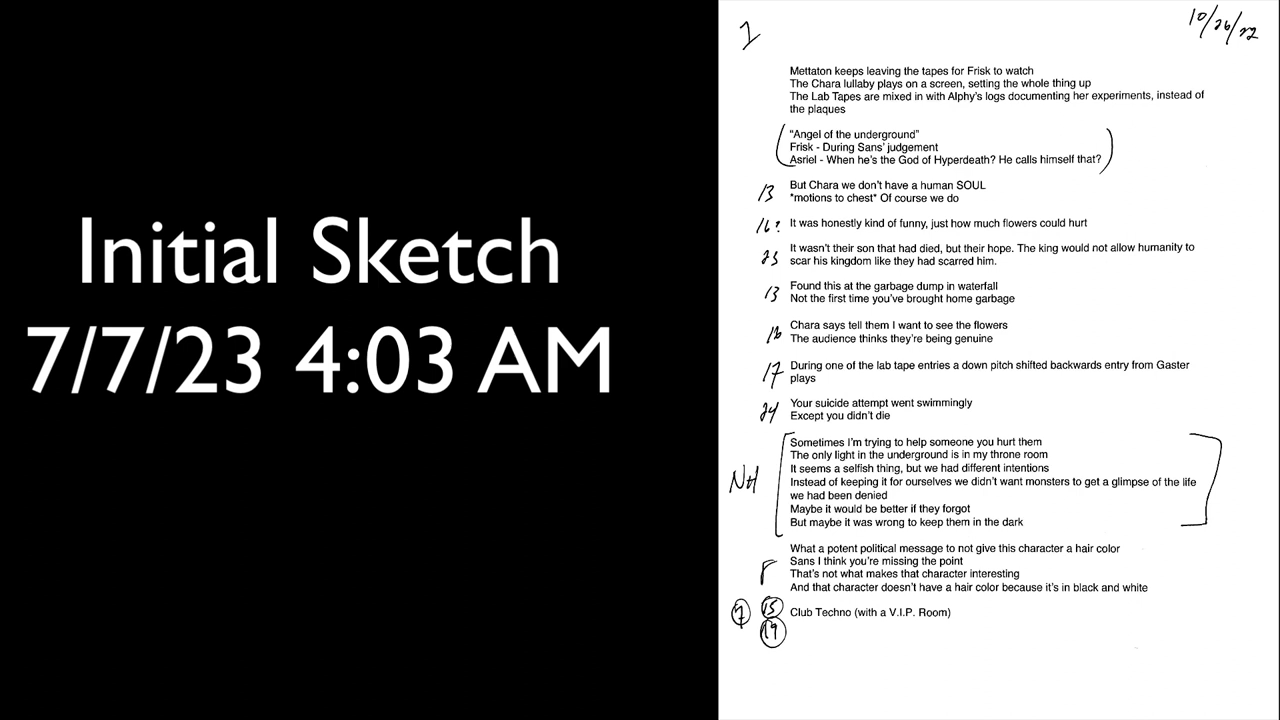 Initial Sketch
7/7/23 4:03 AM
1
10/26/22
Mettaton keeps leaving the tapes for Frisk to watch
The Chara lullaby plays on a screen, setting the whole thing up
The Lab Tapes are mixed in with Alphy's logs documenting her experiments, instead of
the plaques
"Angel of the underground"
Frisk - During Sans' judgement
Asriel - When he's the God of Hyperdeath? He calls himself that?
13 But Chara we don't have a human SOUL
*motions to chest* Of course we do
16? It was honestly kind of funny, just how much flowers could hurt
25 It wasn't their son that had died, but their hope. The king would not allow humanity to
scar his kingdom like they had scarred him.
13 Found this at the garbage dump in waterfall
Not the first time you've brought home garbage
Chara says tell them I want to see the flowers
The audience thinks they're being genuine
17 During one of the lab tape entries a down pitch shifted backwards entry from Gaster
plays
24 Your suicide attempt went swimmingly
Except you didn't die
Sometimes I'm trying to help someone you hurt them
The only light in the underground is in my throne room
It seems a selfish thing, but we had different intentions
Instead of keeping it for ourselves we didn't want monsters to get a glimpse of the life
we had been denied
Maybe it would be better if they forgot
But maybe it was wrong to keep them in the dark
What a potent political message to not give this character a hair color
Sans I think you're missing the point
That's not what makes that character interesting
And that character doesn't have a hair color because it's in black and white
7 15 Club Techno (with a V.I.P. Room)
19